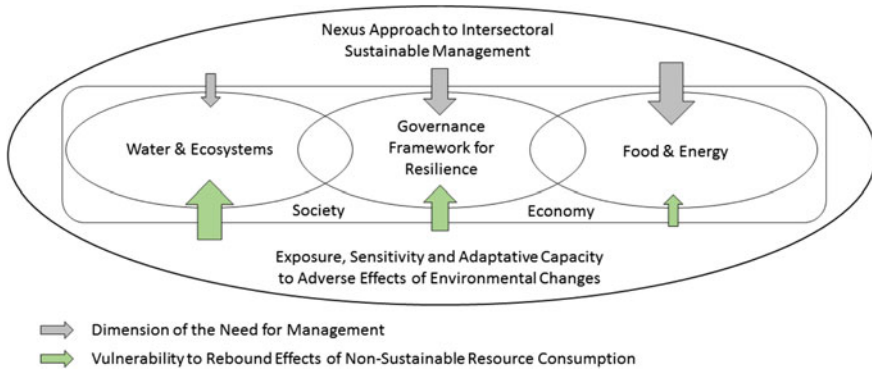 Nexus Approach to Intersectoral
Sustainable Management
Water & Ecosystems
Governance
Framework for
Resilience
Food & Energy
Society
Economy
Exposure, Sensitivity and Adaptative Capacity
to Adverse Effects of Environmental Changes
Dimension of the Need for Management
Vulnerability to Rebound Effects of Non-Sustainable Resource Consumption